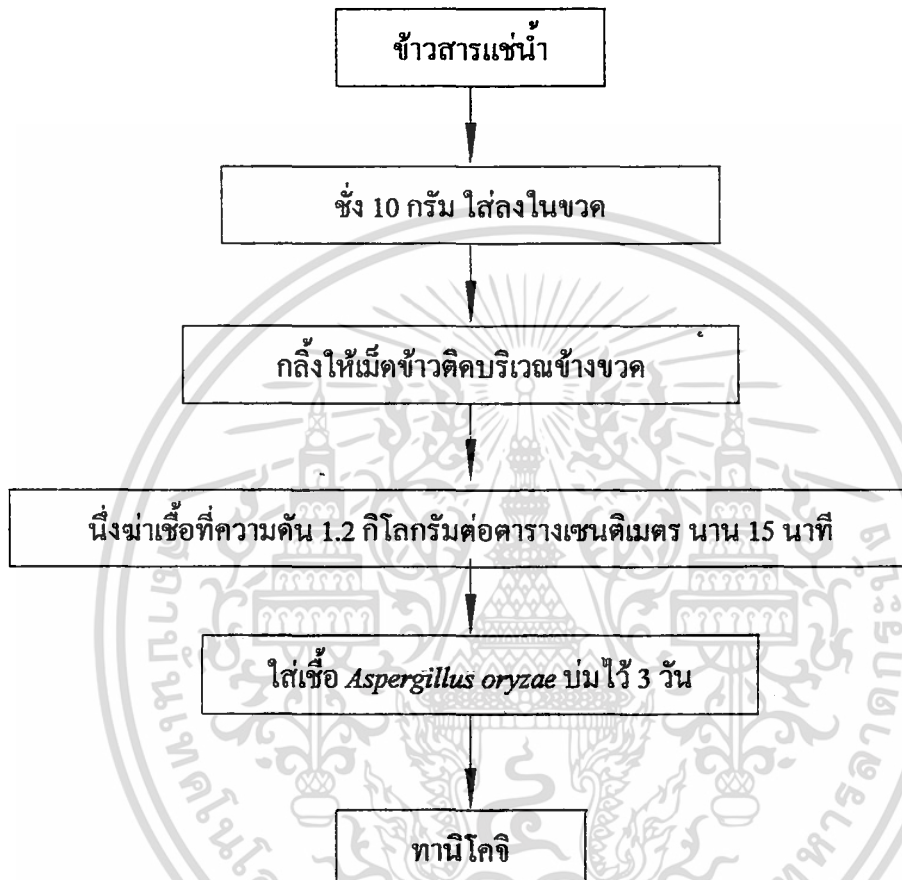 ข้าวสารแช่น้ำ
ชั่ง 10 กรัม ใส่ลงในขวด
กลิ้งให้เม็ดข้าวติดบริเวณข้างขวด
นึ่งฆ่าเชื้อที่ความดัน 1.2 กิโลกรัมต่อตารางเซนติเมตร นาน 15 นาที
ใส่เชื้อ Aspergillus oryzae บ่มไว้ 3 วัน
ทานิโคจิ